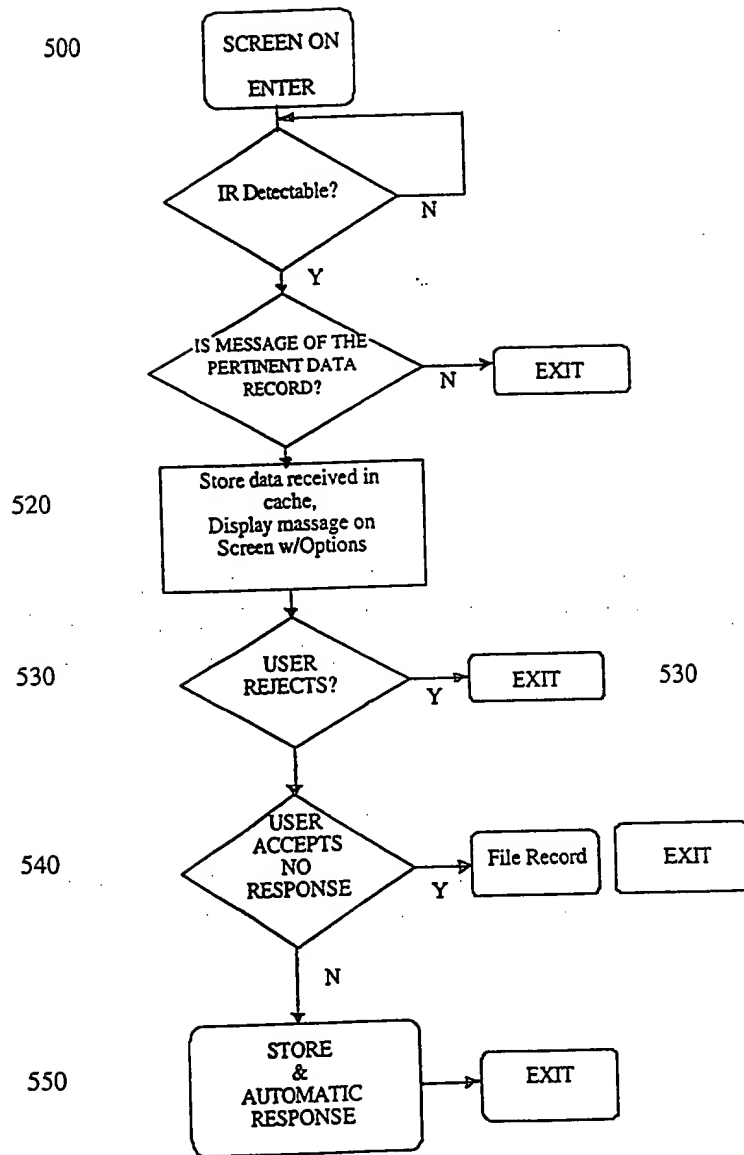 500
SCREEN ON
ENTER
IR Detectable?
N
Y
IS MESSAGE OF THE
PERTINENT DATA
RECORD?
N
EXIT
520
Store data received in
cache,
Display massage on
Screen w/Options
530
USER
REJECTS?
Y
EXIT
530
540
USER
ACCEPTS
NO
RESPONSE
Y
File Record
EXIT
N
550
STORE
&
AUTOMATIC
RESPONSE
EXIT